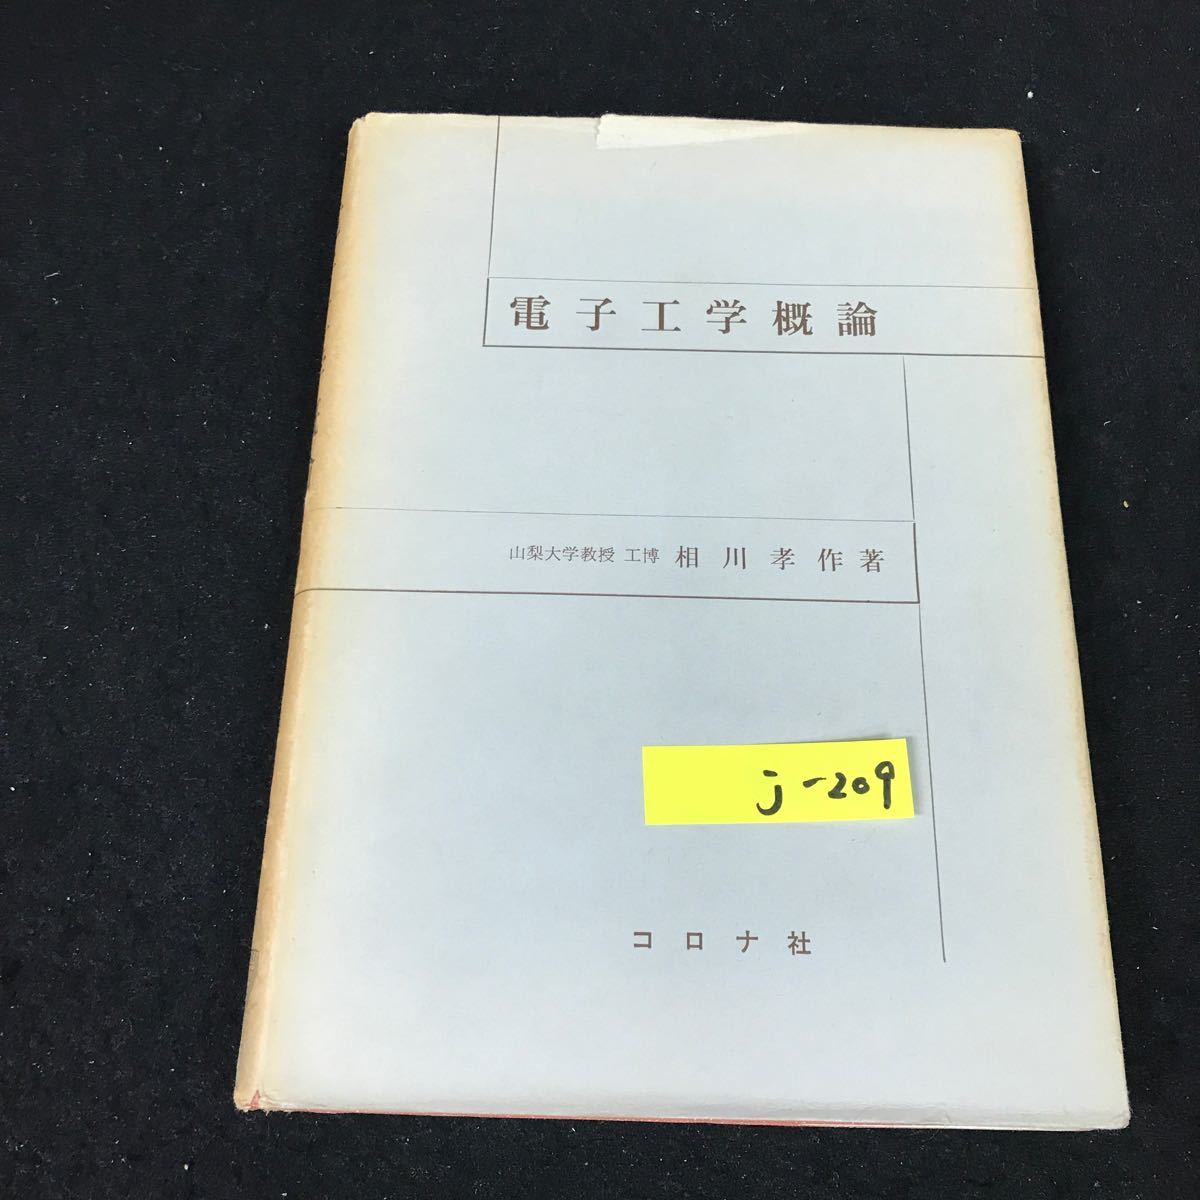 電子工学概論
山梨大学教授 工博 相川孝作著
j-209
コロナ社